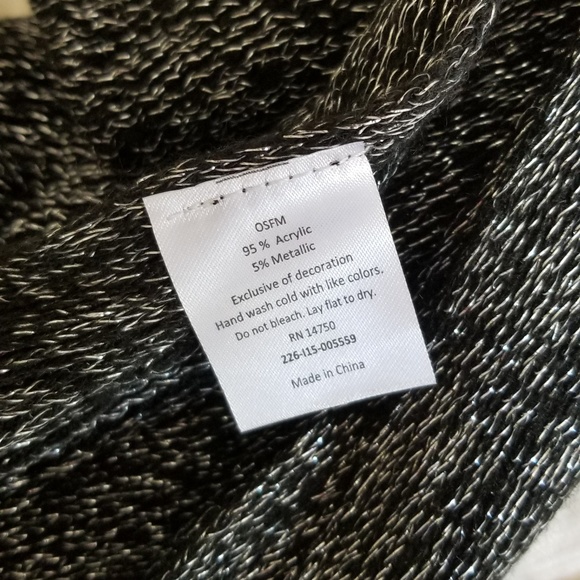 OSFM
95 % Acrylic
5% Metallic
Exclusive of decoration
Hand wash cold with like colors.
Do not bleach. Lay flat to dry.
RN 14750
226-I15-005559
Made in China